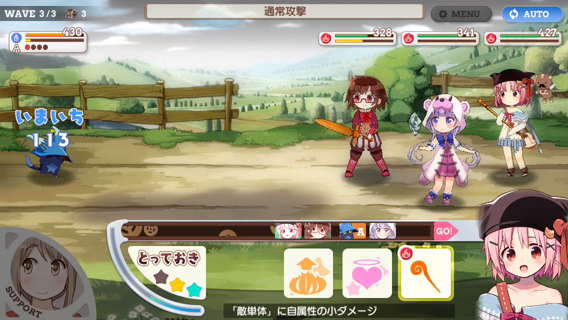 WAVE 3/3 3
通常攻撃
MENU
AUTO
430
A
328
341
427
いまいち
113
A
GO!
とっておき
SUPPORT
「敵単体」に自属性の小ダメージ